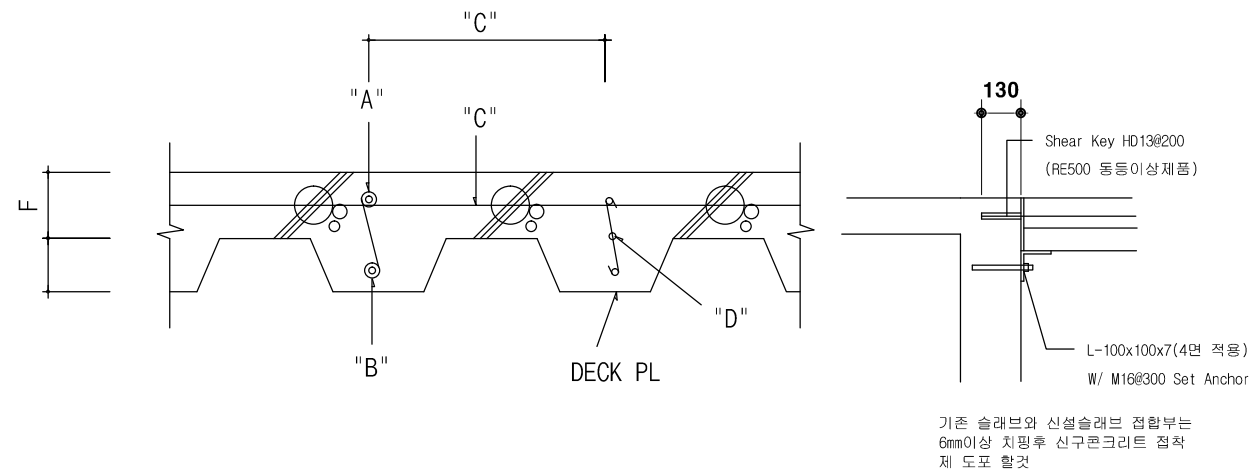 "C"
"A"
"C"
F
"D"
"B"
DECK PL
130
Shear Key HD13@200
(RE500 동등이상제품)
L-100x100x7(4면 적용)
W/ M16@300 Set Anchor
기존 슬래브와 신설슬래브 접합부는
6mm이상 치핑후 신구콘크리트 접착
제 도포 할것